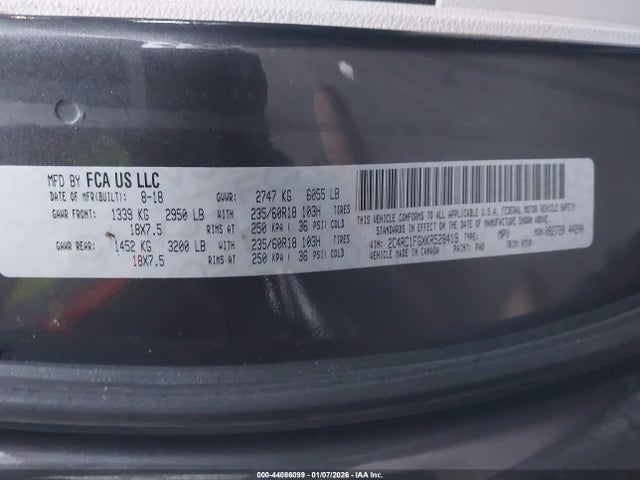 MFD BY FCA US LLC
DATE OF MFR(BUILT): 8-18 GVWR: 2747 KG 6055 LB
GAWR FRONT: 1339 KG 2950 LB WITH 235/60R18 103H TIRES
18X7.5 RIMS AT 250 KPA ( 36 PSI) COLD
GAWR REAR: 1452 KG 3200 LB WITH 235/60R18 103H TIRES
18X7.5 RIMS AT 250 KPA ( 36 PSI) COLD
THIS VEHICLE CONFORMS TO ALL APPLICABLE U.S.A. FEDERAL MOTOR VEHICLE SAFETY
STANDARDS IN EFFECT ON THE DATE OF MANUFACTURE SHOWN ABOVE.
VIN: 2C4RC1FGXKR528419 TYPE: MPV MDH:
VEHICLE MADE IN CANADA PAINT: PAU TRIM:
©-- 44086099 -- 01/07/2026 -- IAA Inc.